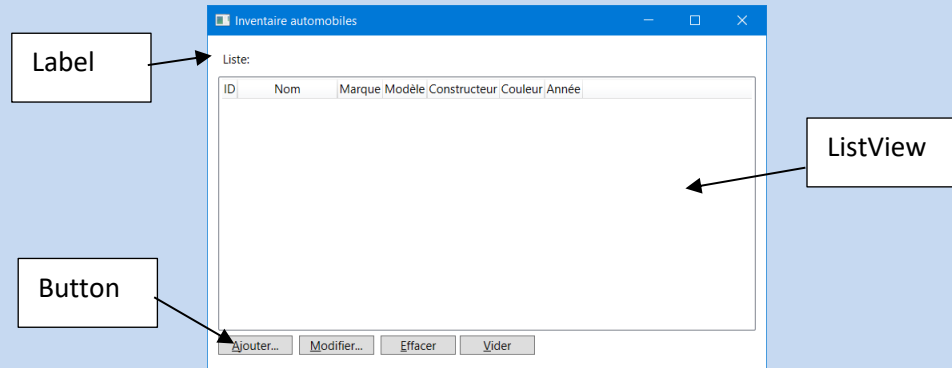 Inventaire automobiles
Label
Liste:
ID Nom Marque Modèle Constructeur Couleur Année
ListView
Button
Ajouter... Modifier... Effacer Vider